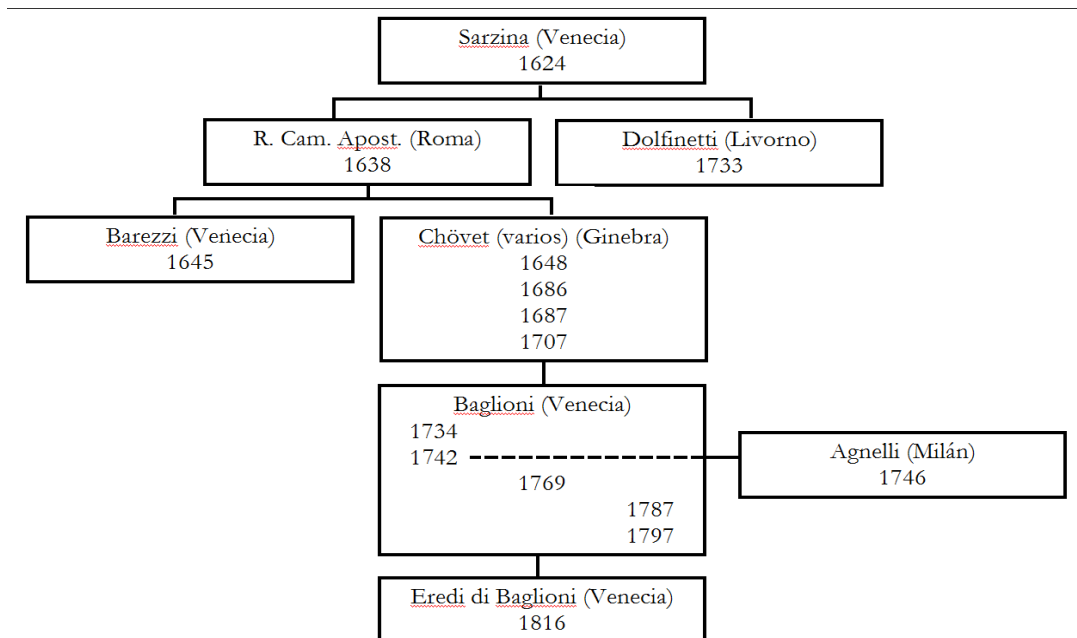 Sarzina (Venecia)
1624
R. Cam. Apost. (Roma)
1638
Dolfinetti (Livorno)
1733
Barezzi (Venecia)
1645
Chövet (varios) (Ginebra)
1648
1686
1687
1707
Baglioni (Venecia)
1734
1742
1769
1787
1797
Agnelli (Milán)
1746
Eredi di Baglioni (Venecia)
1816